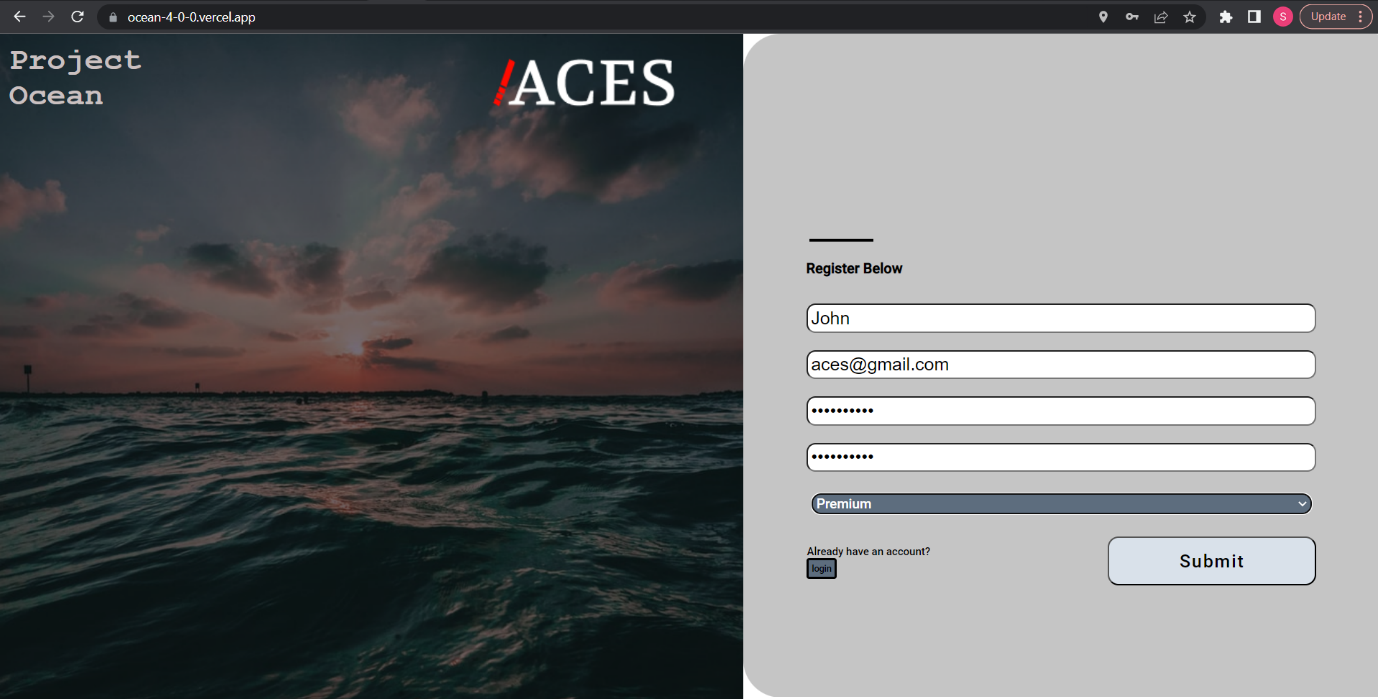 ocean-4-0-0.vercel.app
S
Update
Project
Ocean
/ACES
Register Below
John
aces@gmail.com
••••••••••
••••••••••
Premium
Already have an account?
login
Submit